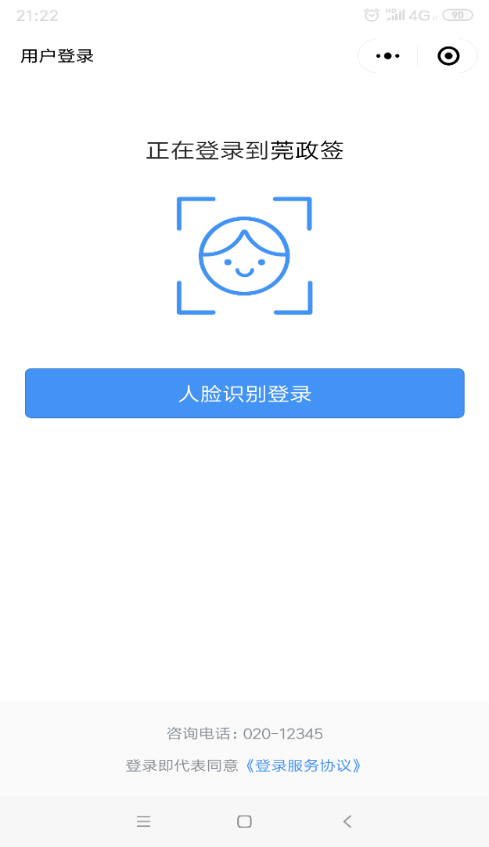 21:22
HD 4G 90
用户登录
正在登录到莞政签
人脸识别登录
咨询电话：020-12345
登录即代表同意《登录服务协议》